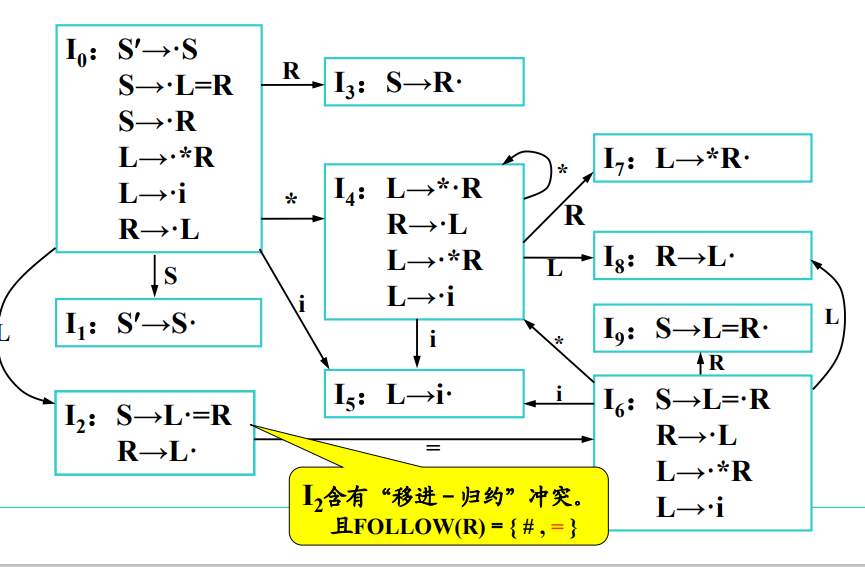 I₀: S′→·S
S→·L=R
S→·R
L→·*R
L→·i
R→·L
R
I₃: S→R·
*
I₄: L→*·R
R→·L
L→·*R
L→·i
*
R
L
I₇: L→*R·
I₈: R→L·
S
I₁: S′→S·
i
i
L
I₂: S→L·=R
R→L·
I₅: L→i·
*
i
I₉: S→L=R·
R
L
I₆: S→L=·R
R→·L
L→·*R
L→·i
=
I₂含有“移进－归约”冲突。
且FOLLOW(R) = { # , = }